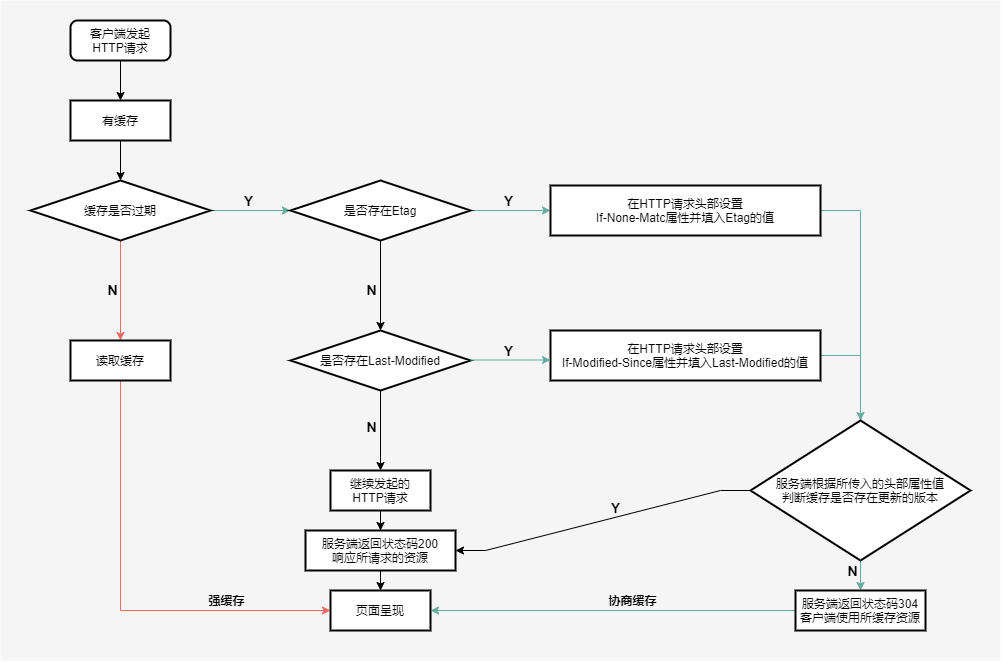 客户端发起
HTTP请求
有缓存
缓存是否过期
Y
是否存在Etag
Y
在HTTP请求头部设置
If-None-Matc属性并填入Etag的值
N
N
读取缓存
是否存在Last-Modified
Y
在HTTP请求头部设置
If-Modified-Since属性并填入Last-Modified的值
N
继续发起的
HTTP请求
服务端根据所传入的头部属性值
判断缓存是否存在更新的版本
Y
服务端返回状态码200
响应所请求的资源
N
强缓存
页面呈现
协商缓存
服务端返回状态码304
客户端使用所缓存资源